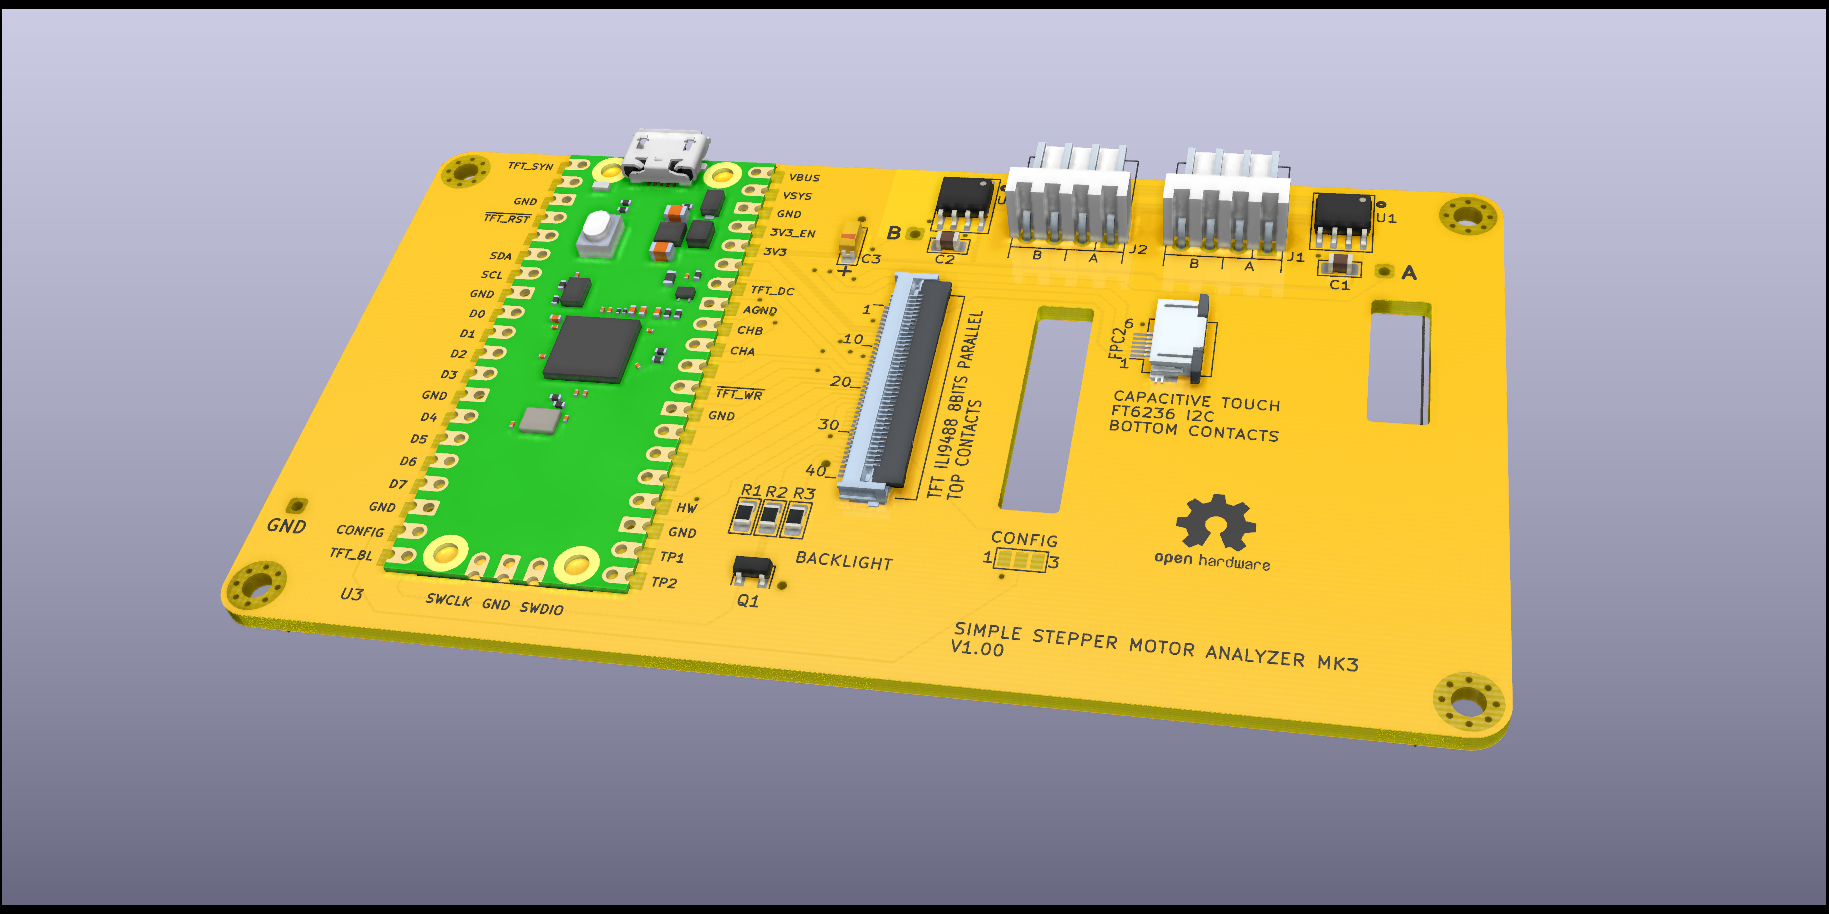 TFT_SYN
GND
TFT_RST
SDA
SCL
GND
D0
D1
D2
D3
GND
D4
D5
D6
D7
GND
CONFIG
TFT_BL
GND
U3
SWCLK GND SWDIO
VBUS
VSYS
GND
3V3_EN
3V3
TFT_DC
AGND
CHB
CHA
TFT_WR
GND
HW
GND
TP1
TP2
C3
+
B
C2
B A
J2
B A
J1
U1
C1
A
1
10
20
30
40
TFT ILI9488 8BITS PARALLEL
TOP CONTACTS
6
FPC2
1
CAPACITIVE TOUCH
FT6236 I2C
BOTTOM CONTACTS
R1 R2 R3
BACKLIGHT
Q1
CONFIG
1 3
open hardware
SIMPLE STEPPER MOTOR ANALYZER MK3
V1.00